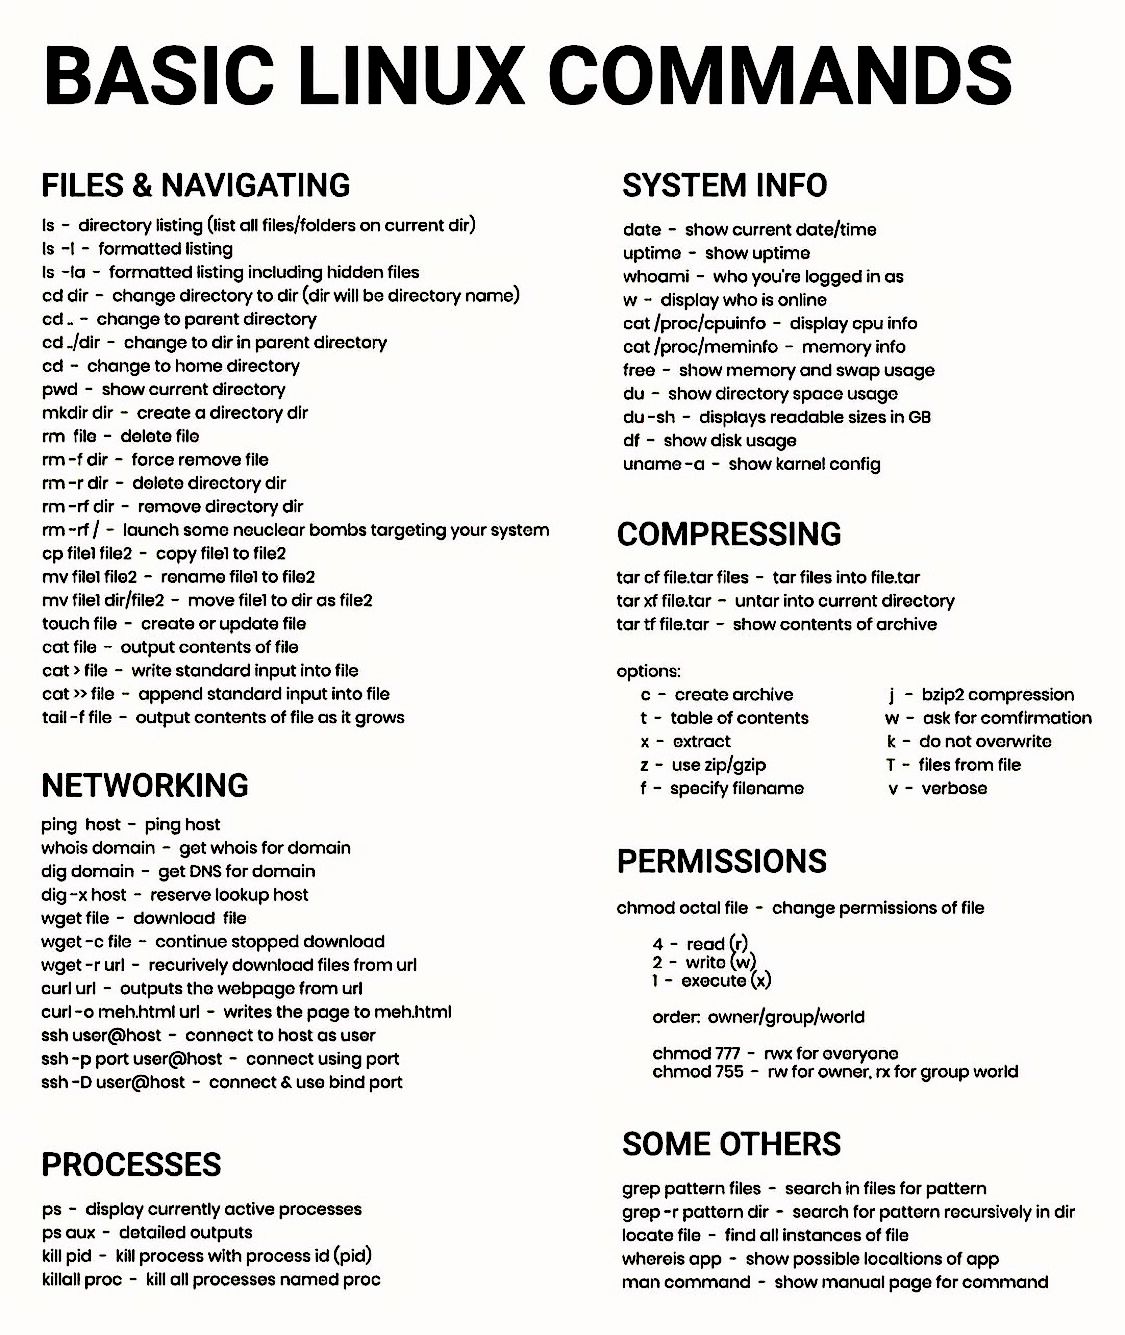 BASIC LINUX COMMANDS
FILES & NAVIGATING
ls - directory listing (list all files/folders on current dir)
ls -l - formatted listing
ls -la - formatted listing including hidden files
cd dir - change directory to dir (dir will be directory name)
cd .. - change to parent directory
cd ../dir - change to dir in parent directory
cd - change to home directory
pwd - show current directory
mkdir dir - create a directory dir
rm file - delete file
rm -f dir - force remove file
rm -r dir - delete directory dir
rm -rf dir - remove directory dir
rm -rf / - launch some neuclear bombs targeting your system
cp file1 file2 - copy file1 to file2
mv file1 file2 - rename file1 to file2
mv file1 dir/file2 - move file1 to dir as file2
touch file - create or update file
cat file - output contents of file
cat > file - write standard input into file
cat >> file - append standard input into file
tail -f file - output contents of file as it grows
NETWORKING
ping host - ping host
whois domain - get whois for domain
dig domain - get DNS for domain
dig -x host - reserve lookup host
wget file - download file
wget -c file - continue stopped download
wget -r url - recurively download files from url
curl url - outputs the webpage from url
curl -o meh.html url - writes the page to meh.html
ssh user@host - connect to host as user
ssh -p port user@host - connect using port
ssh -D user@host - connect & use bind port
PROCESSES
ps - display currently active processes
ps aux - detailed outputs
kill pid - kill process with process id (pid)
killall proc - kill all processes named proc
SYSTEM INFO
date - show current date/time
uptime - show uptime
whoami - who you're logged in as
w - display who is online
cat /proc/cpuinfo - display cpu info
cat /proc/meminfo - memory info
free - show memory and swap usage
du - show directory space usage
du -sh - displays readable sizes in GB
df - show disk usage
uname -a - show karnel config
COMPRESSING
tar cf file.tar files - tar files into file.tar
tar xf file.tar - untar into current directory
tar tf file.tar - show contents of archive
options:
c - create archive
t - table of contents
x - extract
z - use zip/gzip
f - specify filename
j - bzip2 compression
w - ask for comfirmation
k - do not overwrite
T - files from file
v - verbose
PERMISSIONS
chmod octal file - change permissions of file
4 - read (r)
2 - write (w)
1 - execute (x)
order: owner/group/world
chmod 777 - rwx for everyone
chmod 755 - rw for owner, rx for group world
SOME OTHERS
grep pattern files - search in files for pattern
grep -r pattern dir - search for pattern recursively in dir
locate file - find all instances of file
whereis app - show possible localtions of app
man command - show manual page for command